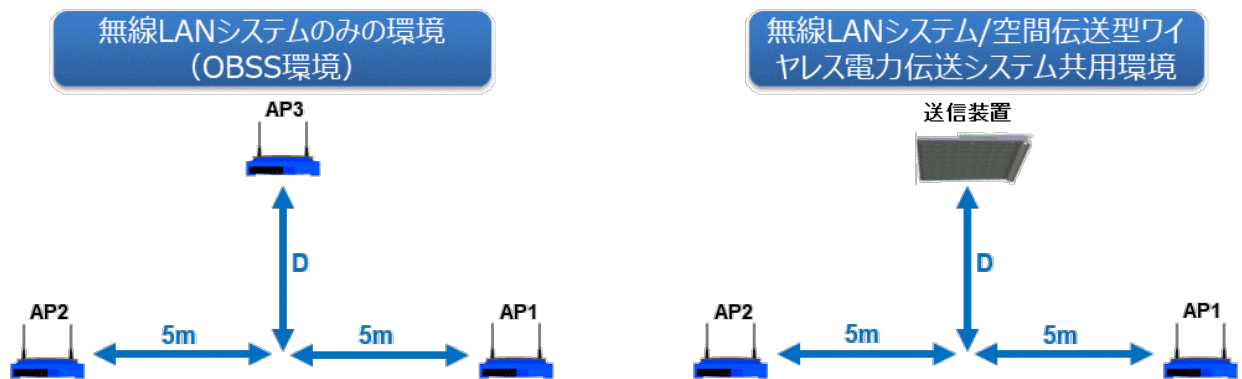 無線LANシステムのみの環境
（OBSS環境）
AP3
D
AP2
5m
5m
AP1
無線LANシステム/空間伝送型ワイ
ヤレス電力伝送システム共用環境
送信装置
D
AP2
5m
5m
AP1